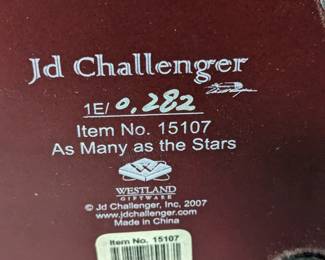 Jd Challenger
1E/0.282
Item No. 15107
As Many as the Stars
W
WESTLAND
GIFTWARE
© Jd Challenger, Inc, 2007
www.jdchallenger.com
Made in China
Item No. 15107